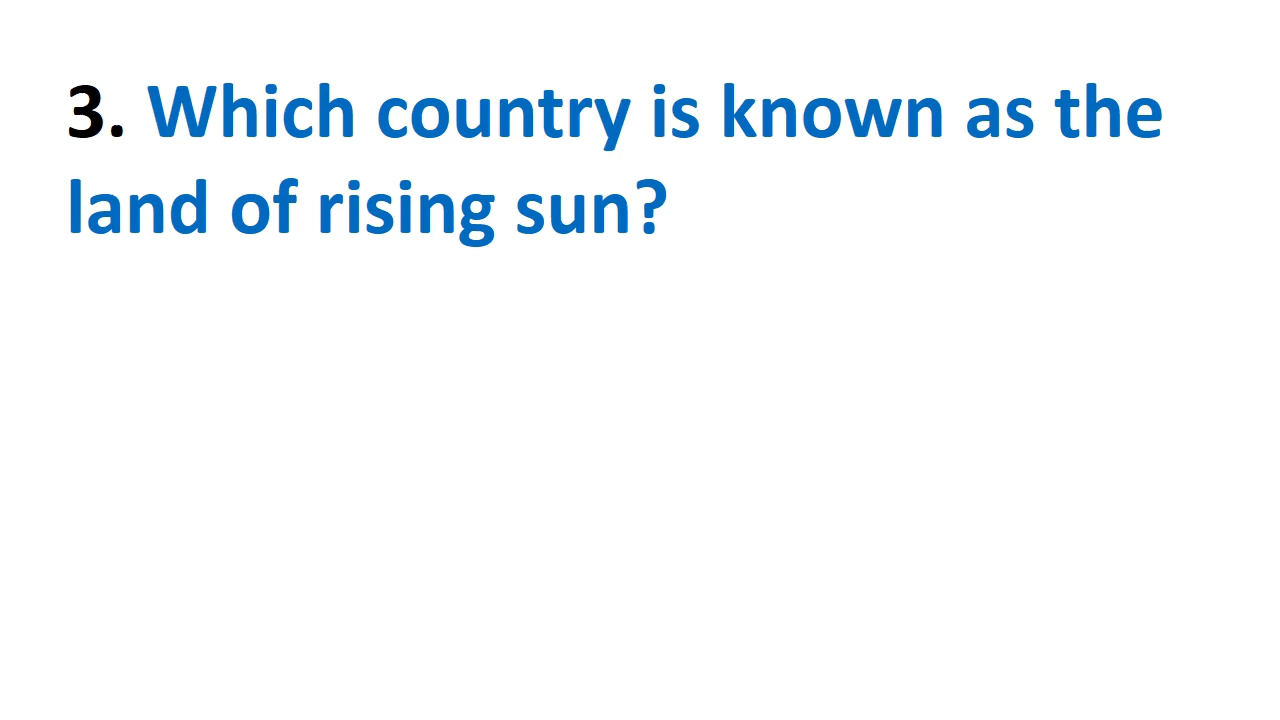 3. Which country is known as the
land of rising sun?